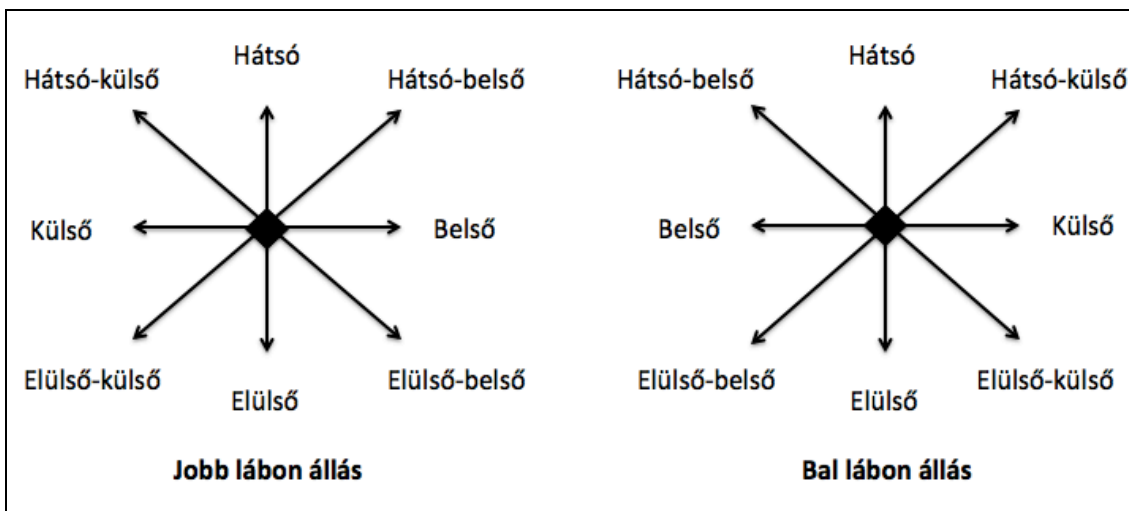 Hátsó
Hátsó-külső
Hátsó-belső
Külső
Belső
Elülső-külső
Elülső
Elülső-belső
Jobb lábon állás
Hátsó
Hátsó-belső
Hátsó-külső
Belső
Külső
Elülső-belső
Elülső
Elülső-külső
Bal lábon állás